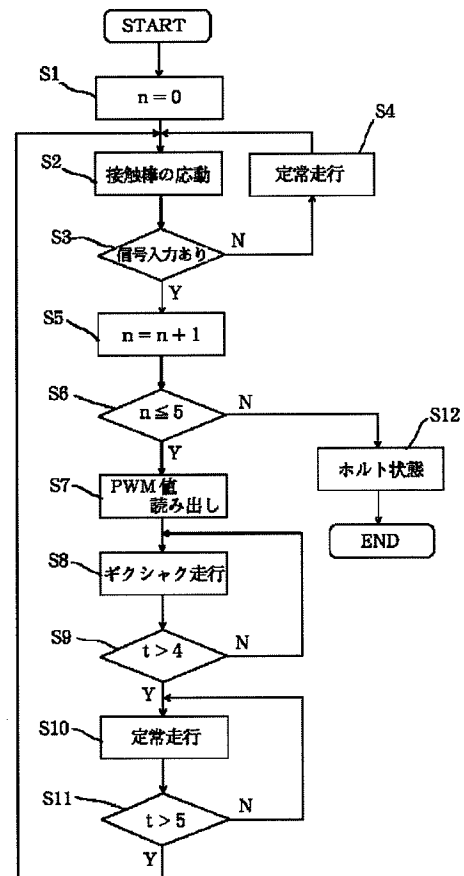 START
S1
n=0
S4
S2
接触棒の応動
定常走行
S3
信号入力あり
N
Y
S5
n=n+1
S6
n≦5
N
S12
Y
ホルト状態
S7
PWM値
読み出し
END
S8
ギクシャク走行
S9
t>4
N
Y
S10
定常走行
S11
t>5
N
Y